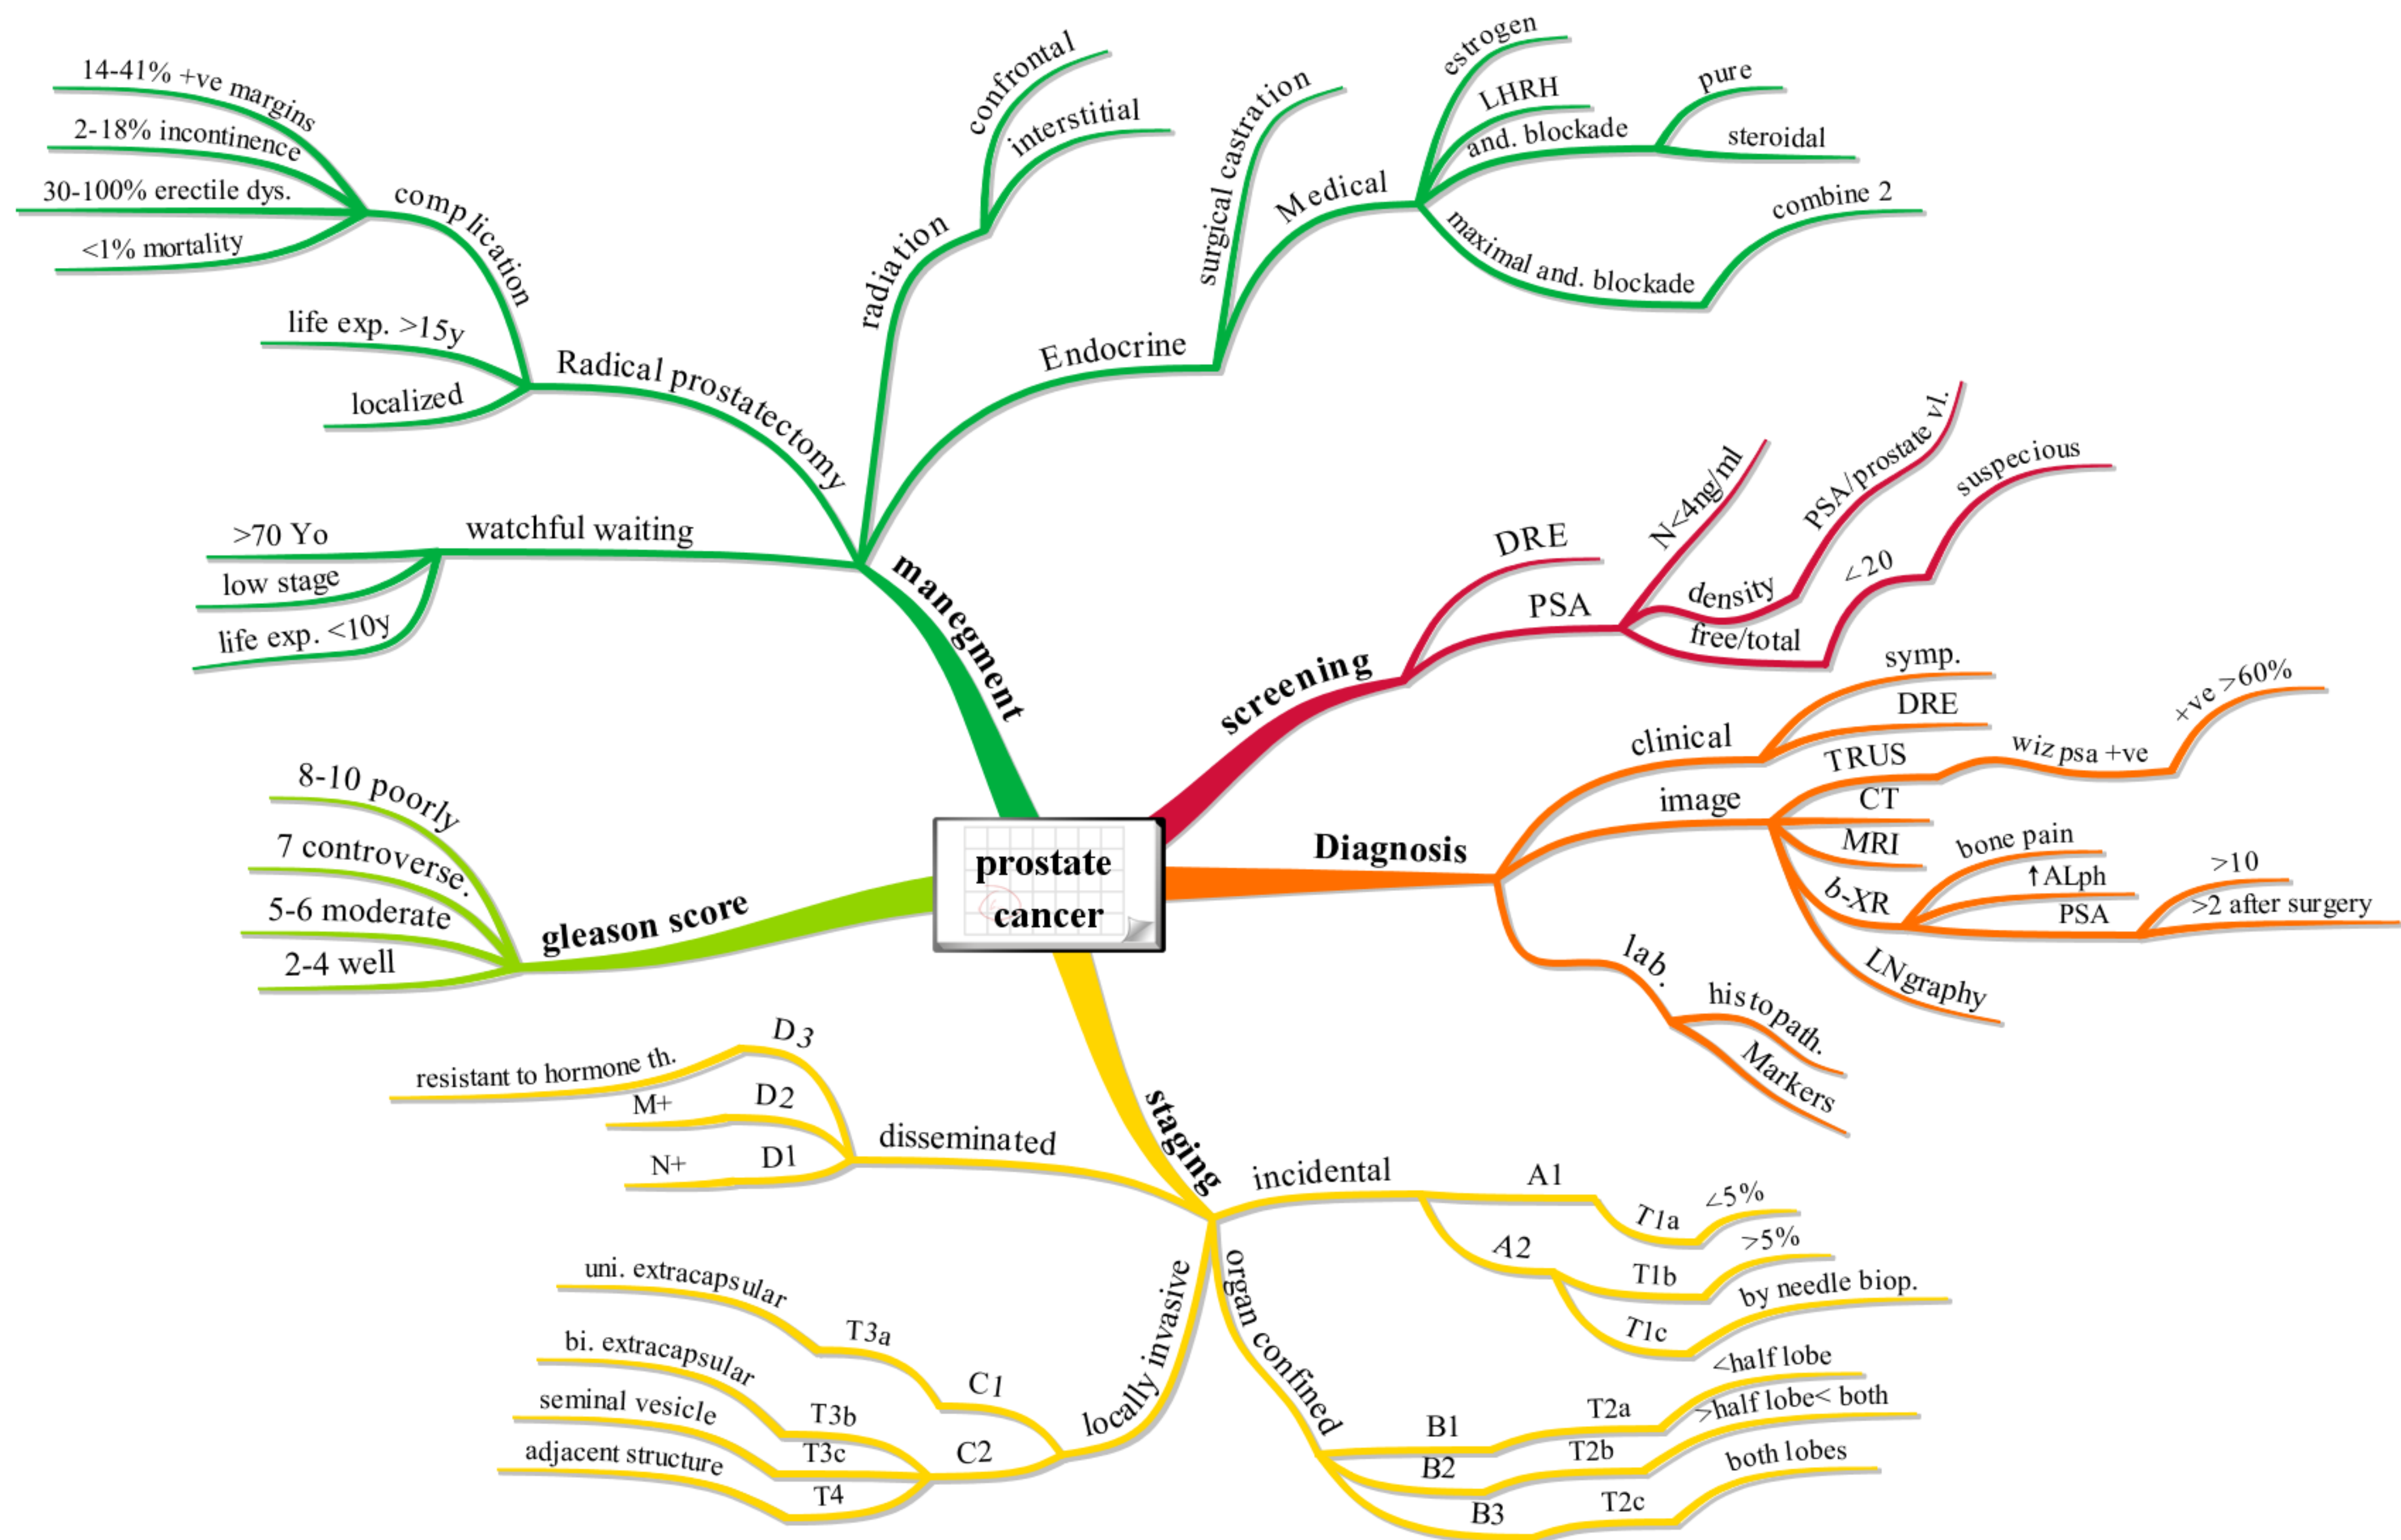 prostate
cancer
manegment
Radical prostatectomy
complication
14-41% +ve margins
2-18% incontinence
30-100% erectile dys.
<1% mortality
life exp. >15y
localized
watchful waiting
>70 Yo
low stage
life exp. <10y
radiation
confrontal
interstitial
Endocrine
surgical castration
Medical
estrogen
LHRH
and. blockade
pure
steroidal
maximal and. blockade
combine 2
screening
DRE
PSA
N<4ng/ml
density
PSA/prostate vl.
free/total
<20
suspecious
Diagnosis
clinical
symp.
DRE
image
TRUS
wiz psa +ve
+ve >60%
CT
MRI
b-XR
bone pain
↑ALph
PSA
>10
>2 after surgery
LNgraphy
lab.
histopath.
Markers
gleason score
8-10 poorly
7 controverse.
5-6 moderate
2-4 well
staging
disseminated
D3
resistant to hormone th.
D2
M+
D1
N+
incidental
A1
T1a
<5%
A2
T1b
>5%
T1c
by needle biop.
organ confined
B1
T2a
<half lobe
B2
T2b
>half lobe< both
B3
T2c
both lobes
locally invasive
C1
T3a
uni. extracapsular
C2
T3b
bi. extracapsular
T3c
seminal vesicle
T4
adjacent structure